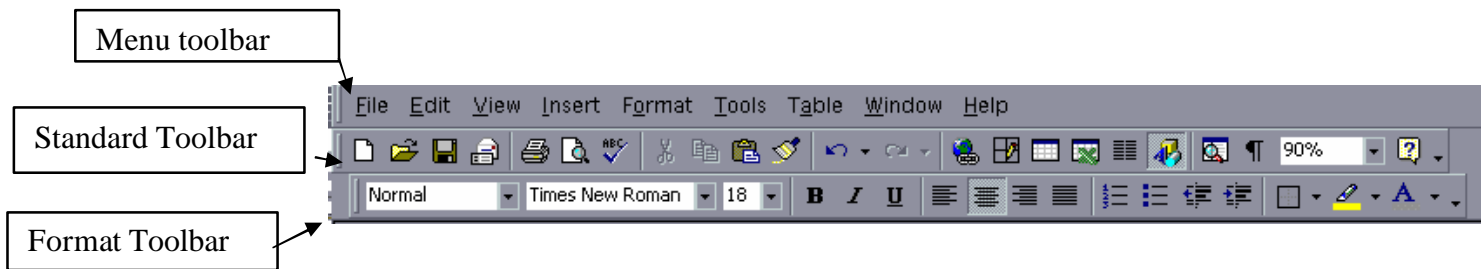 Menu toolbar
File Edit View Insert Format Tools Table Window Help
Standard Toolbar
ABC
90%
Normal Times New Roman 18 B I U A
Format Toolbar